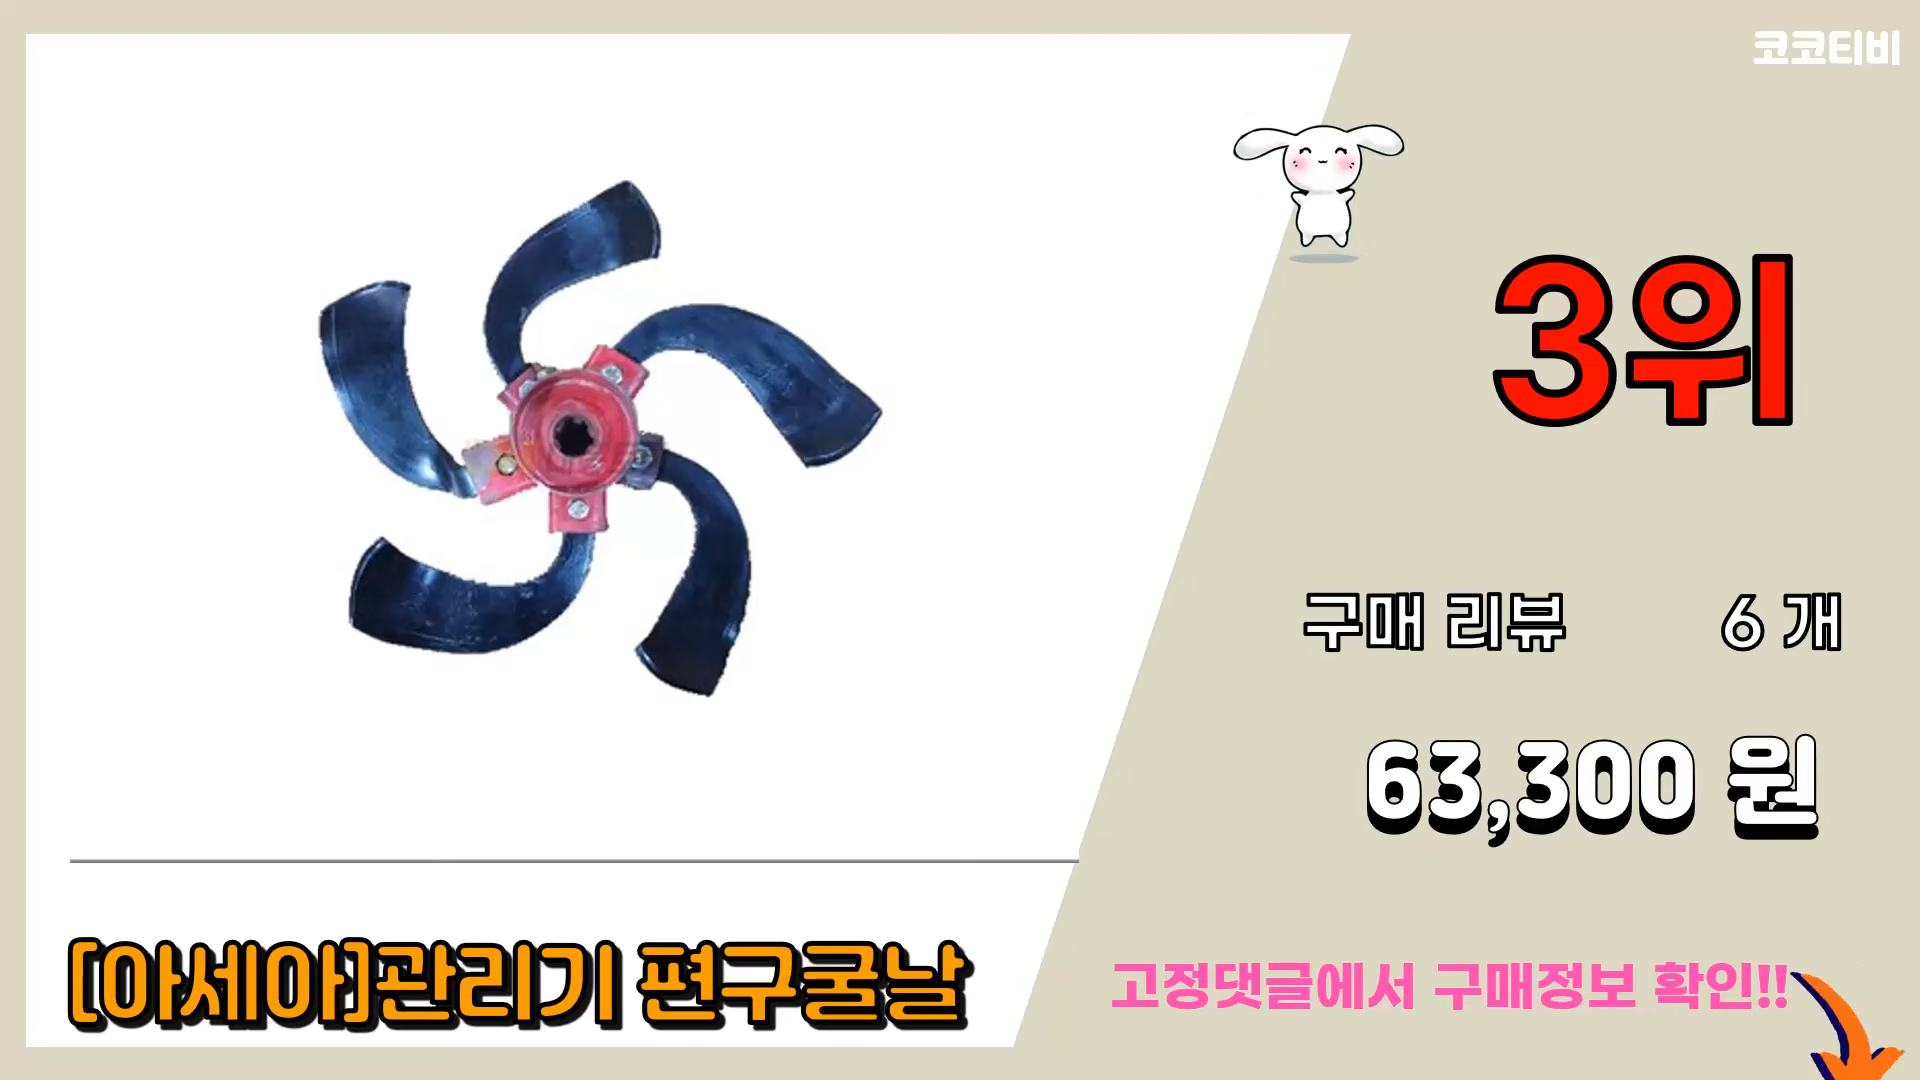 코코티비
3위
구매 리뷰 6 개
63,300 원
[아세아]관리기 편구굴날
고정댓글에서 구매정보 확인!!